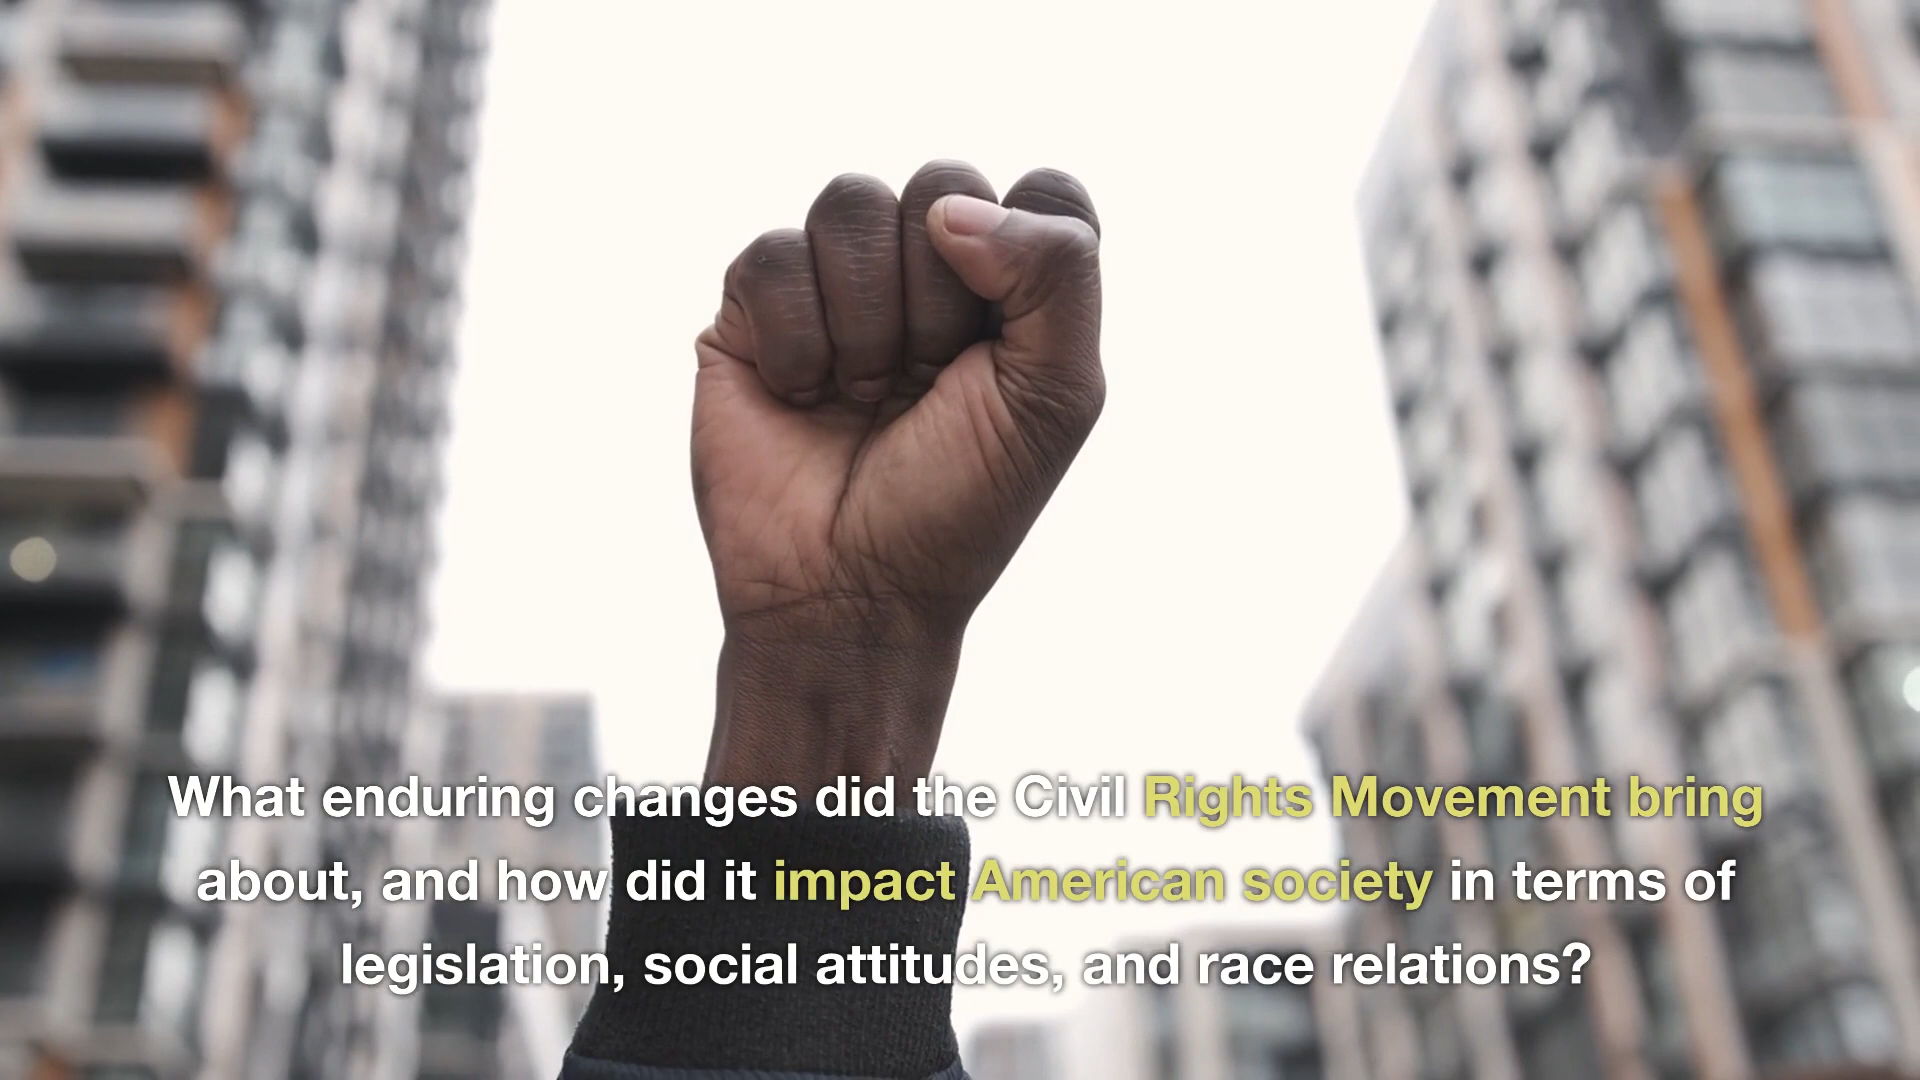 What enduring changes did the Civil Rights Movement bring
about, and how did it impact American society in terms of
legislation, social attitudes, and race relations?